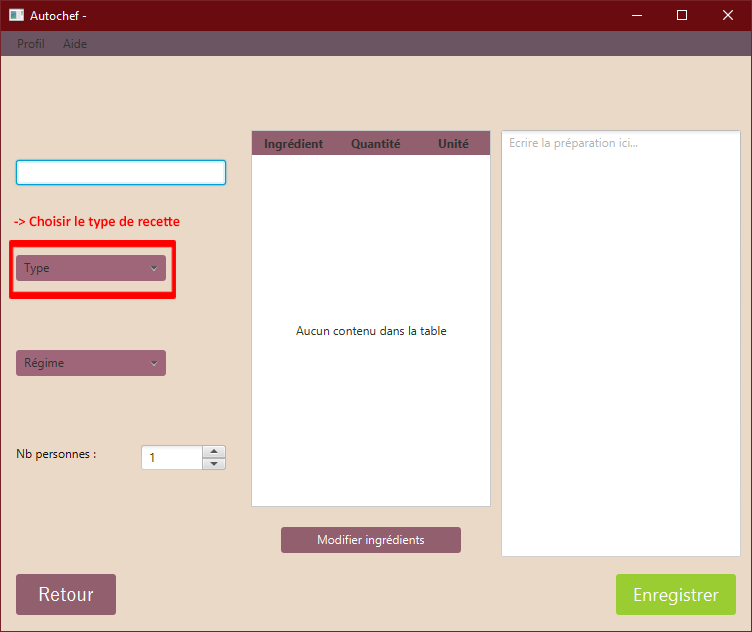 Autochef -
Profil Aide
-> Choisir le type de recette
Type
Régime
Nb personnes : 1
Ingrédient Quantité Unité
Aucun contenu dans la table
Modifier ingrédients
Ecrire la préparation ici...
Retour
Enregistrer